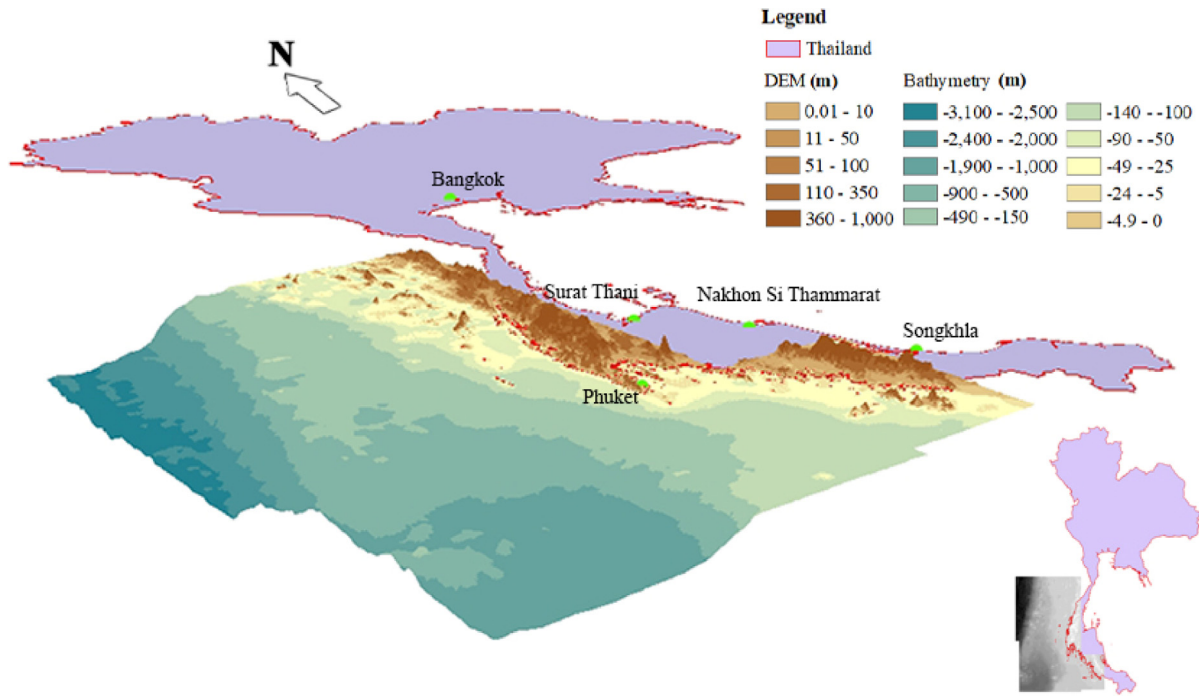 Legend
Thailand
DEM (m)
0.01 - 10
11 - 50
51 - 100
110 - 350
360 - 1,000
Bathymetry (m)
-3,100 - -2,500
-2,400 - -2,000
-1,900 - -1,000
-900 - -500
-490 - -150
-140 - -100
-90 - -50
-49 - -25
-24 - -5
-4.9 - 0
N
Bangkok
Surat Thani
Nakhon Si Thammarat
Songkhla
Phuket